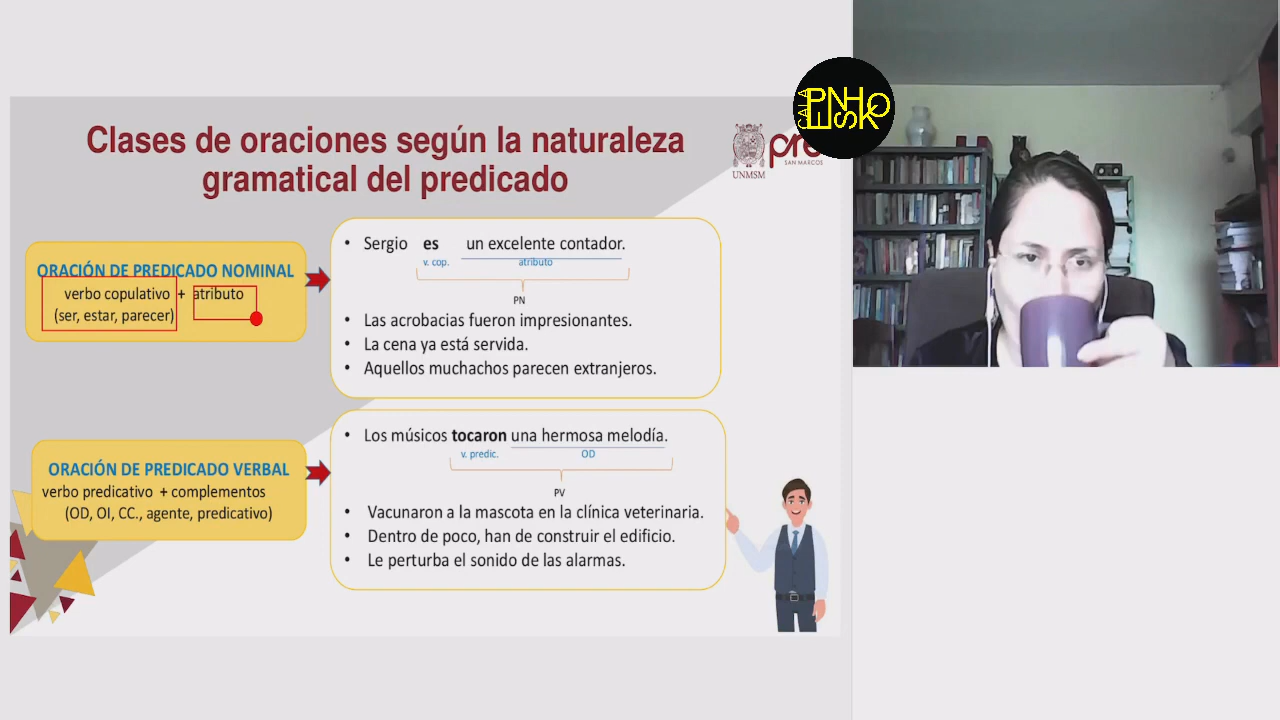 Clases de oraciones según la naturaleza
gramatical del predicado
UNMSM
SAN MARCOS
ORACIÓN DE PREDICADO NOMINAL
verbo copulativo + atributo
(ser, estar, parecer)
• Sergio es un excelente contador.
v. cop. atributo
PN
• Las acrobacias fueron impresionantes.
• La cena ya está servida.
• Aquellos muchachos parecen extranjeros.
ORACIÓN DE PREDICADO VERBAL
verbo predicativo + complementos
(OD, OI, CC., agente, predicativo)
• Los músicos tocaron una hermosa melodía.
v. predic. OD
PV
• Vacunaron a la mascota en la clínica veterinaria.
• Dentro de poco, han de construir el edificio.
• Le perturba el sonido de las alarmas.